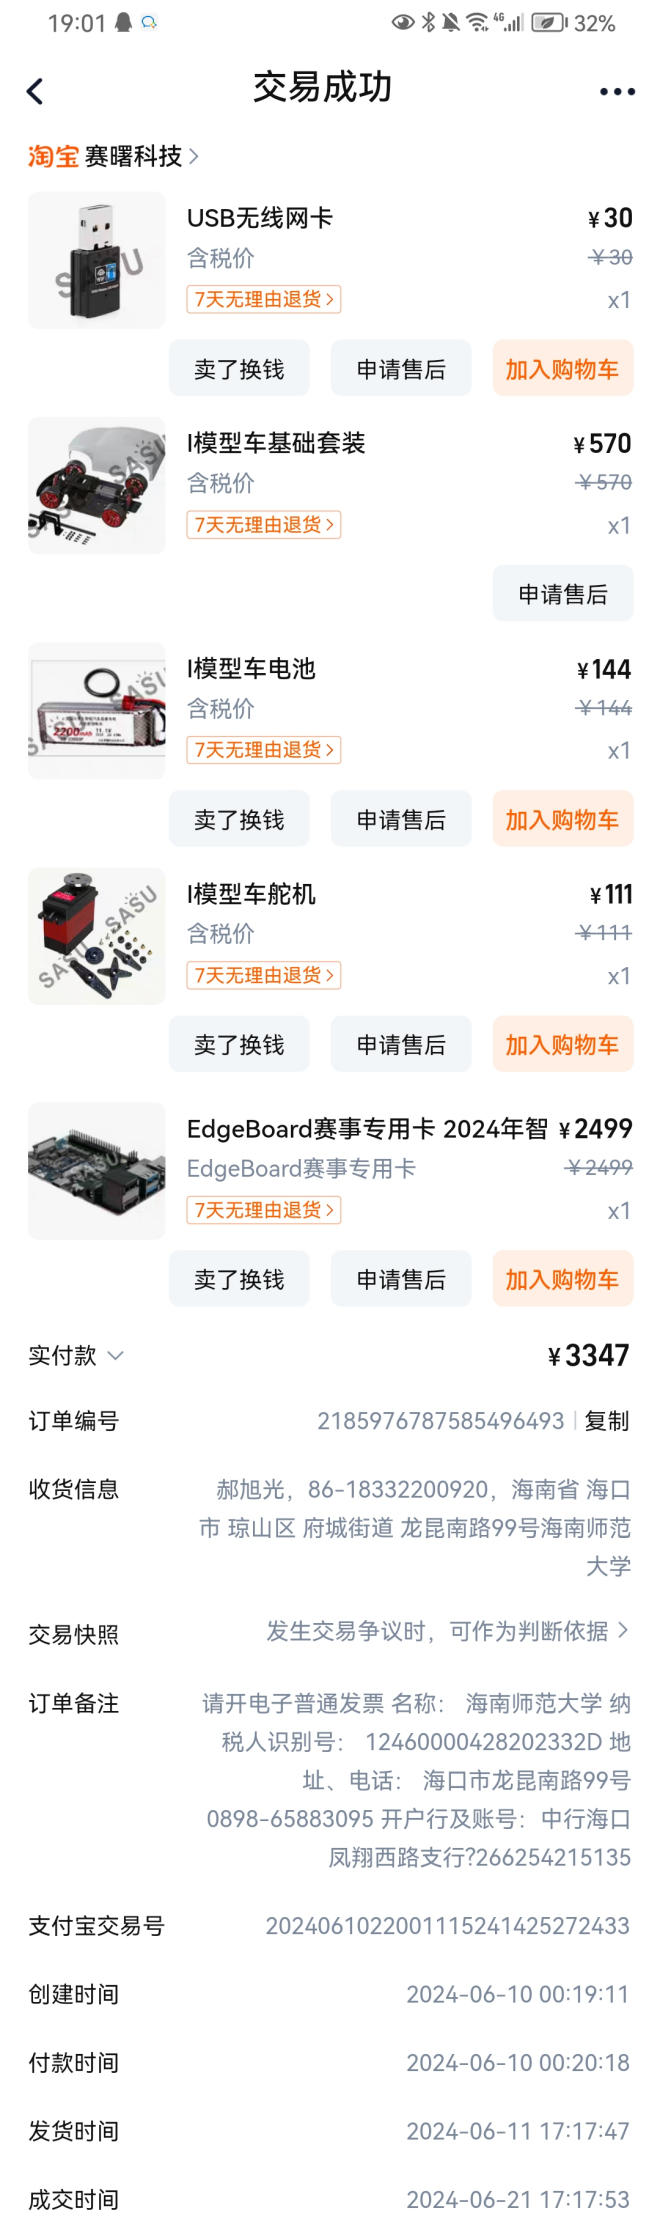 19:01 4G 32%
交易成功
淘宝 赛曙科技
USB无线网卡 ¥30
含税价 ¥30
7天无理由退货 x1
卖了换钱 申请售后 加入购物车
I模型车基础套装 ¥570
含税价 ¥570
7天无理由退货 x1
申请售后
I模型车电池 ¥144
含税价 ¥144
7天无理由退货 x1
卖了换钱 申请售后 加入购物车
I模型车舵机 ¥111
含税价 ¥111
7天无理由退货 x1
卖了换钱 申请售后 加入购物车
EdgeBoard赛事专用卡 2024年智 ¥2499
EdgeBoard赛事专用卡 ¥2499
7天无理由退货 x1
卖了换钱 申请售后 加入购物车
实付款 ¥3347
订单编号 2185976787585496493 复制
收货信息 郝旭光，86-18332200920，海南省 海口
市 琼山区 府城街道 龙昆南路99号海南师范
大学
交易快照 发生交易争议时，可作为判断依据
订单备注 请开电子普通发票 名称： 海南师范大学 纳
税人识别号： 12460000428202332D 地
址、电话： 海口市龙昆南路99号
0898-65883095 开户行及账号：中行海口
凤翔西路支行?266254215135
支付宝交易号 2024061022001115241425272433
创建时间 2024-06-10 00:19:11
付款时间 2024-06-10 00:20:18
发货时间 2024-06-11 17:17:47
成交时间 2024-06-21 17:17:53